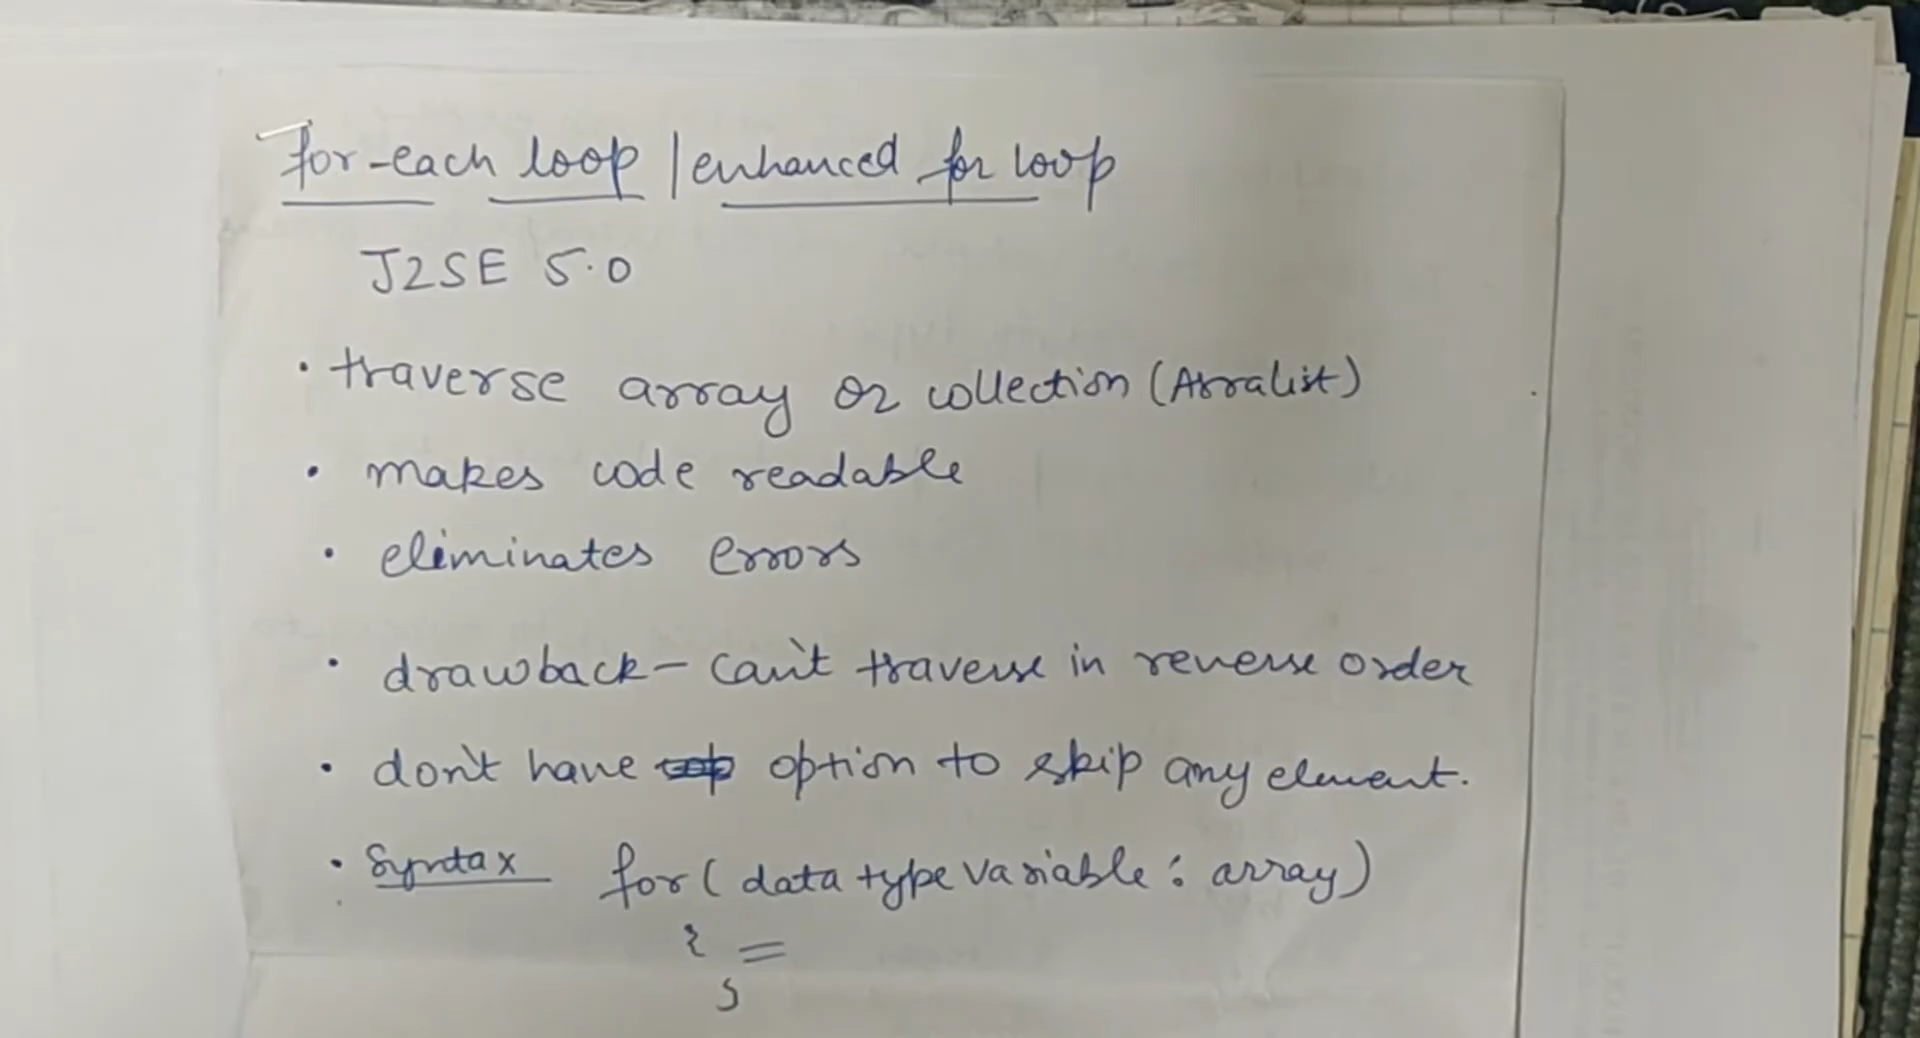 For-each loop | enhanced for loop
J2SE 5.0
• traverse array or collection (Arralist)
• makes code readable
• eliminates errors
• drawback - can't traverse in reverse order
• don't have option to skip any element.
• Syntax for( data type variable : array)
{ =
}